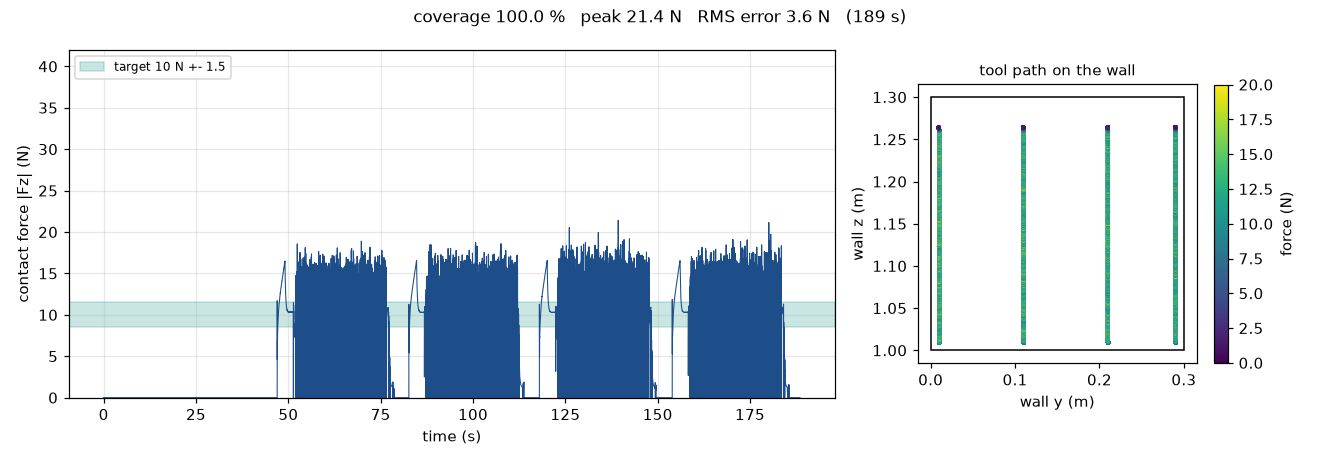 coverage 100.0 %   peak 21.4 N   RMS error 3.6 N   (189 s)
target 10 N +- 1.5
contact force |Fz| (N)
40
35
30
25
20
15
10
5
0
0 25 50 75 100 125 150 175
time (s)
tool path on the wall
wall z (m)
1.30
1.25
1.20
1.15
1.10
1.05
1.00
0.0 0.1 0.2 0.3
wall y (m)
20.0
17.5
15.0
12.5
10.0
7.5
5.0
2.5
0.0
force (N)